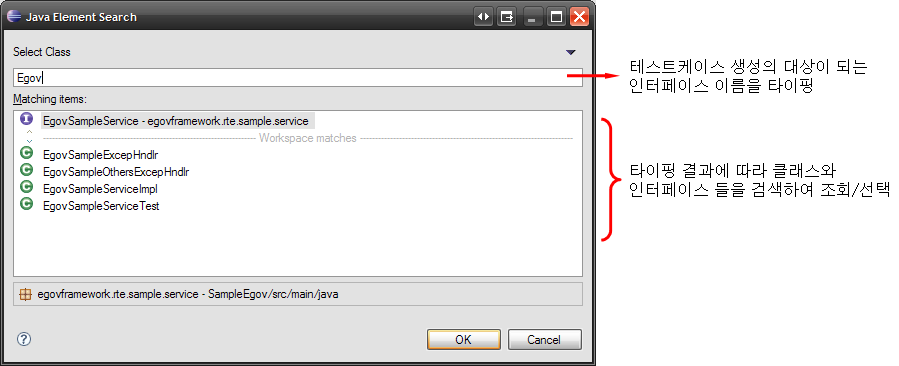 Java Element Search
Select Class
Egov
테스트케이스 생성의 대상이 되는
인터페이스 이름을 타이핑
Matching items:
EgovSampleService - egovframework.rte.sample.service
Workspace matches
EgovSampleExcepHndlr
EgovSampleOthersExcepHndlr
EgovSampleServiceImpl
EgovSampleServiceTest
타이핑 결과에 따라 클래스와
인터페이스 들을 검색하여 조회/선택
egovframework.rte.sample.service - SampleEgov/src/main/java
OK
Cancel